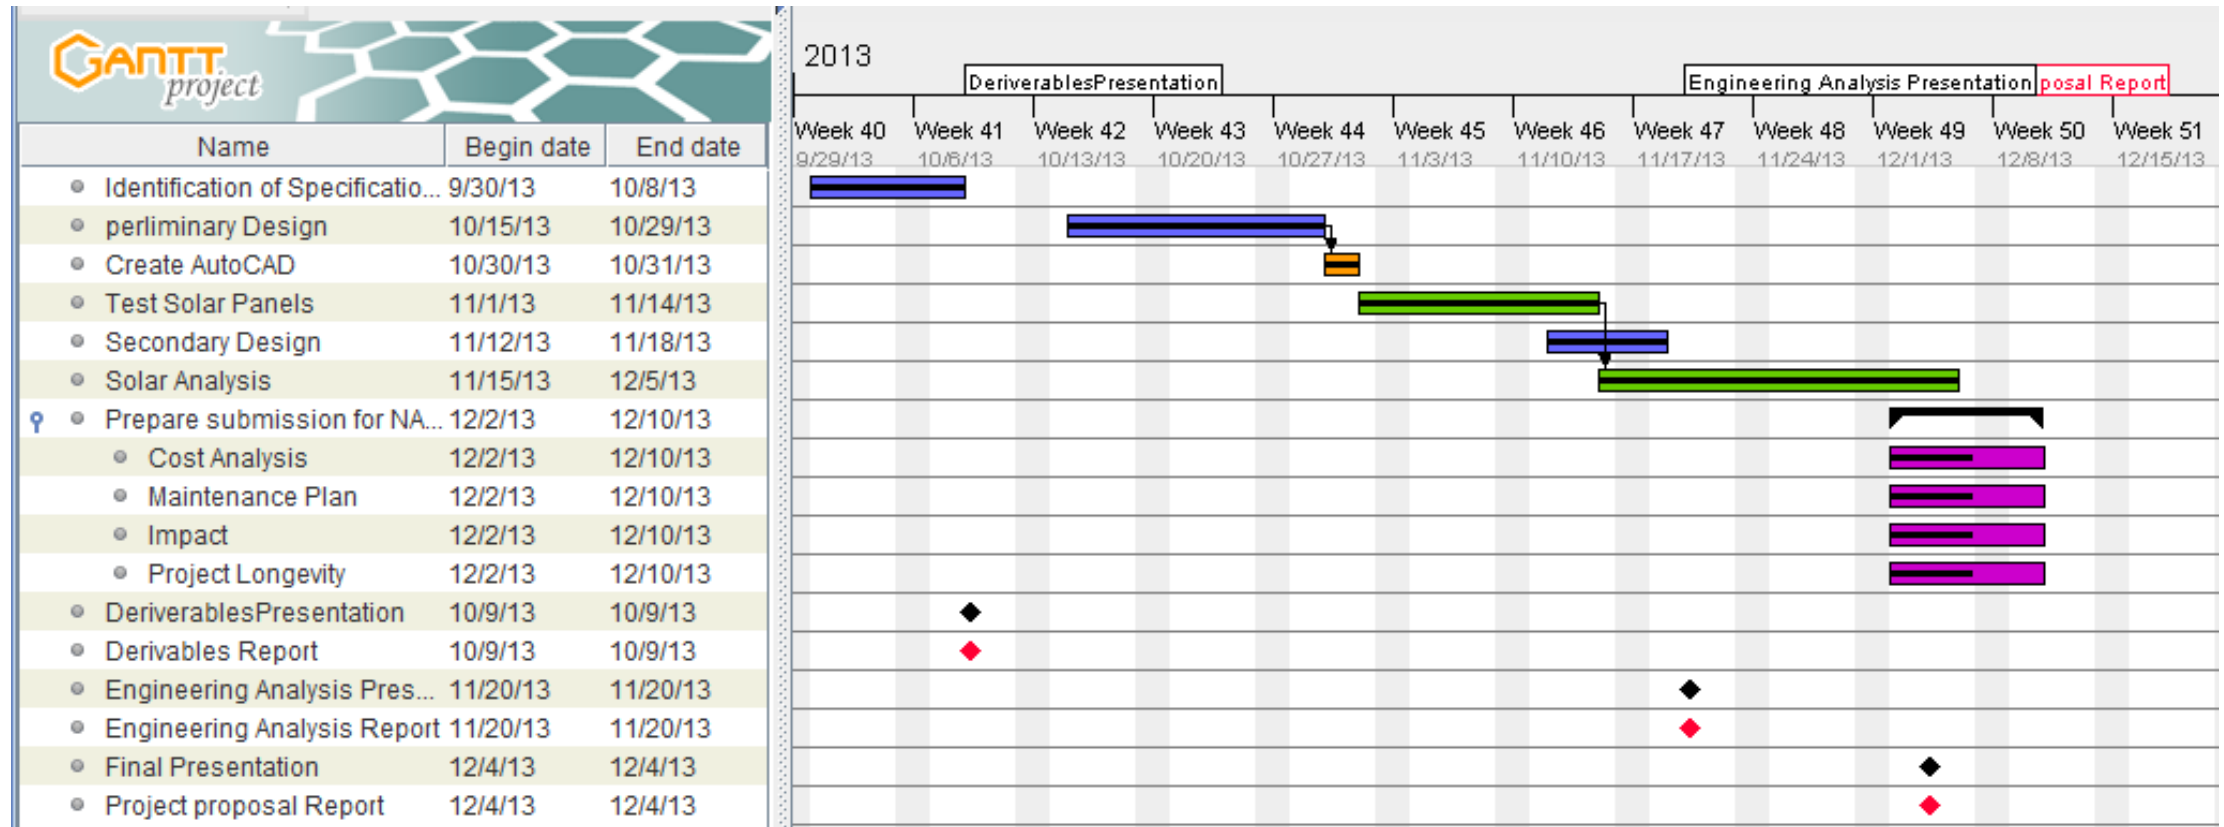 GANTT
project
2013
DeriverablesPresentation
Engineering Analysis Presentation posal Report
Week 40 Week 41 Week 42 Week 43 Week 44 Week 45 Week 46 Week 47 Week 48 Week 49 Week 50 Week 51
9/29/13 10/6/13 10/13/13 10/20/13 10/27/13 11/3/13 11/10/13 11/17/13 11/24/13 12/1/13 12/8/13 12/15/13
Name Begin date End date
Identification of Specificatio... 9/30/13 10/8/13
perliminary Design 10/15/13 10/29/13
Create AutoCAD 10/30/13 10/31/13
Test Solar Panels 11/1/13 11/14/13
Secondary Design 11/12/13 11/18/13
Solar Analysis 11/15/13 12/5/13
Prepare submission for NA... 12/2/13 12/10/13
Cost Analysis 12/2/13 12/10/13
Maintenance Plan 12/2/13 12/10/13
Impact 12/2/13 12/10/13
Project Longevity 12/2/13 12/10/13
DeriverablesPresentation 10/9/13 10/9/13
Derivables Report 10/9/13 10/9/13
Engineering Analysis Pres... 11/20/13 11/20/13
Engineering Analysis Report 11/20/13 11/20/13
Final Presentation 12/4/13 12/4/13
Project proposal Report 12/4/13 12/4/13